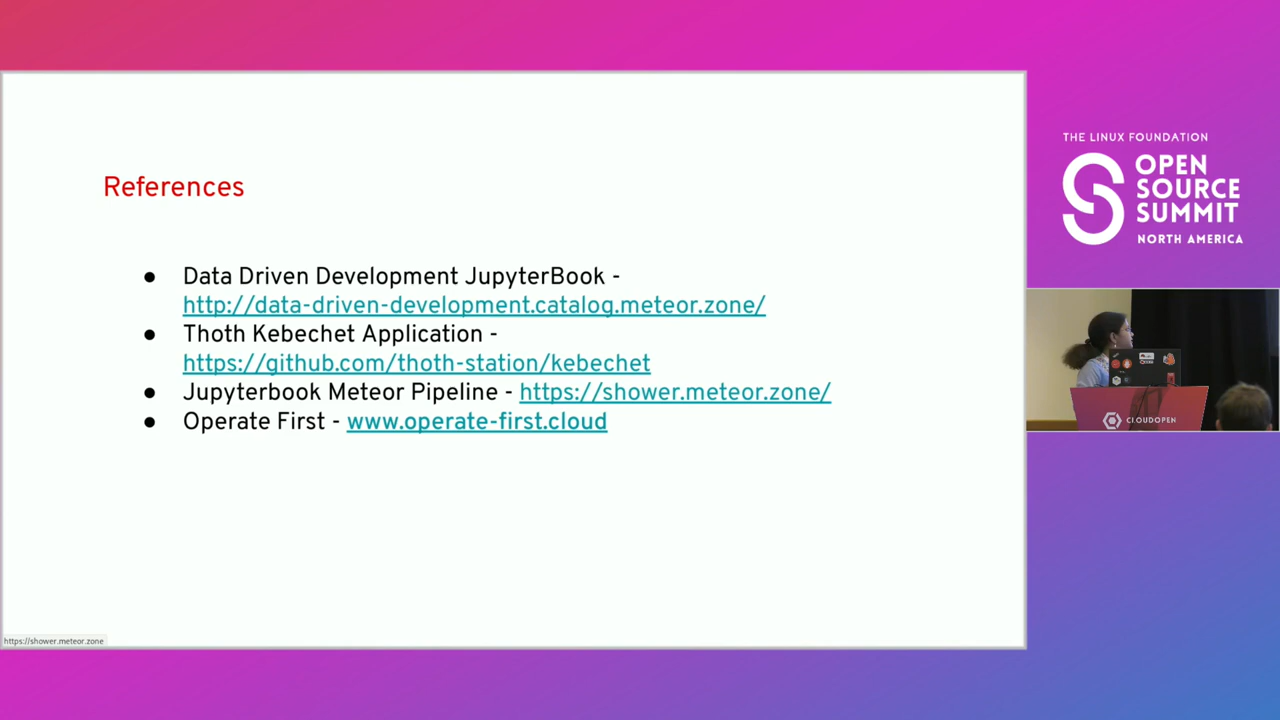 References
● Data Driven Development JupyterBook -
http://data-driven-development.catalog.meteor.zone/
● Thoth Kebechet Application -
https://github.com/thoth-station/kebechet
● Jupyterbook Meteor Pipeline - https://shower.meteor.zone/
● Operate First - www.operate-first.cloud
https://shower.meteor.zone
THE LINUX FOUNDATION
OPEN
SOURCE
SUMMIT
NORTH AMERICA
CLOUDOPEN